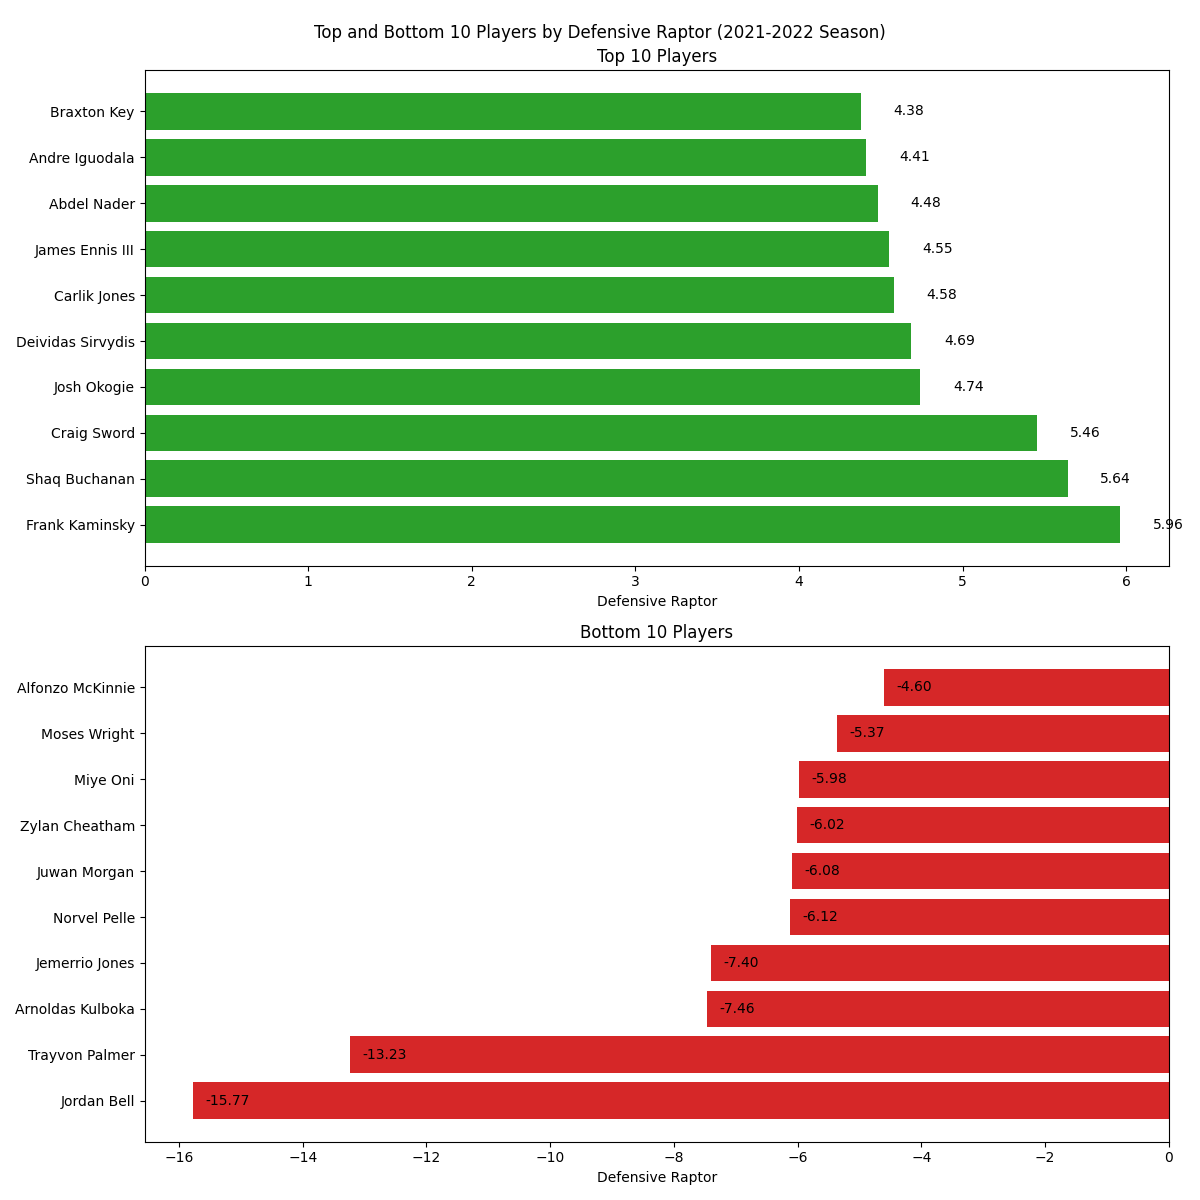 Top and Bottom 10 Players by Defensive Raptor (2021-2022 Season)
Top 10 Players
Braxton Key 4.38
Andre Iguodala 4.41
Abdel Nader 4.48
James Ennis III 4.55
Carlik Jones 4.58
Deividas Sirvydis 4.69
Josh Okogie 4.74
Craig Sword 5.46
Shaq Buchanan 5.64
Frank Kaminsky 5.96
0 1 2 3 4 5 6
Defensive Raptor
Bottom 10 Players
Alfonzo McKinnie -4.60
Moses Wright -5.37
Miye Oni -5.98
Zylan Cheatham -6.02
Juwan Morgan -6.08
Norvel Pelle -6.12
Jemerrio Jones -7.40
Arnoldas Kulboka -7.46
Trayvon Palmer -13.23
Jordan Bell -15.77
−16 −14 −12 −10 −8 −6 −4 −2 0
Defensive Raptor